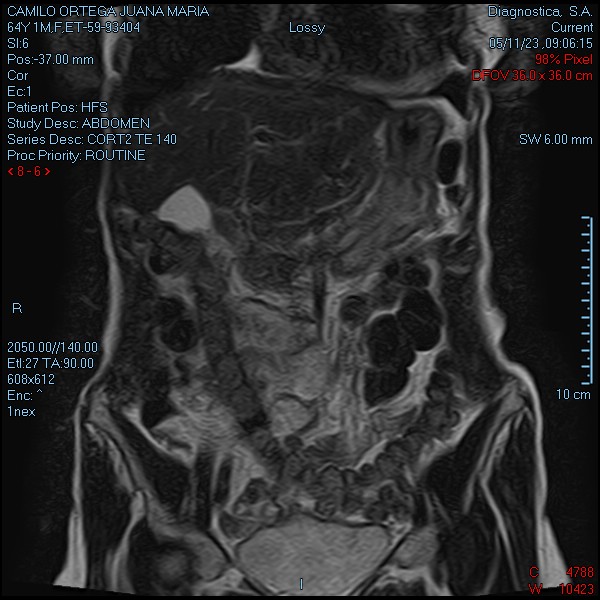 CAMILO ORTEGA JUANA MARIA
64Y 1M,F,ET-59-93404
Sl:6
Pos:-37.00 mm
Cor
Ec:1
Patient Pos: HFS
Study Desc: ABDOMEN
Series Desc: CORT2 TE 140
Proc Priority: ROUTINE
< 8 - 6 >
Lossy
Diagnostica, S.A.
Current
05/11/23 ,09:06:15
98% Pixel
DFOV 36.0 x 36.0 cm
SW 6.00 mm
R
10 cm
2050.00//140.00
Etl:27 TA:90.00
608x612
Enc: ^
1nex
I
C 4788
W 10423